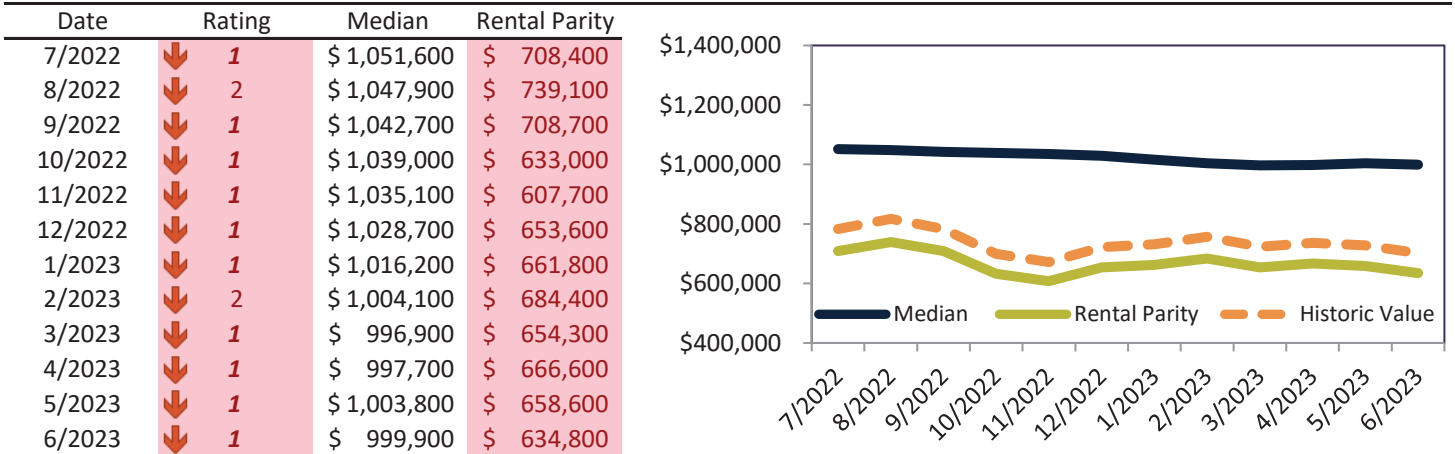 Date Rating Median Rental Parity
7/2022 1 $ 1,051,600 $ 708,400
8/2022 2 $ 1,047,900 $ 739,100
9/2022 1 $ 1,042,700 $ 708,700
10/2022 1 $ 1,039,000 $ 633,000
11/2022 1 $ 1,035,100 $ 607,700
12/2022 1 $ 1,028,700 $ 653,600
1/2023 1 $ 1,016,200 $ 661,800
2/2023 2 $ 1,004,100 $ 684,400
3/2023 1 $ 996,900 $ 654,300
4/2023 1 $ 997,700 $ 666,600
5/2023 1 $ 1,003,800 $ 658,600
6/2023 1 $ 999,900 $ 634,800
$1,400,000
$1,200,000
$1,000,000
$800,000
$600,000
$400,000
Median Rental Parity Historic Value
7/2022 8/2022 9/2022 10/2022 11/2022 12/2022 1/2023 2/2023 3/2023 4/2023 5/2023 6/2023